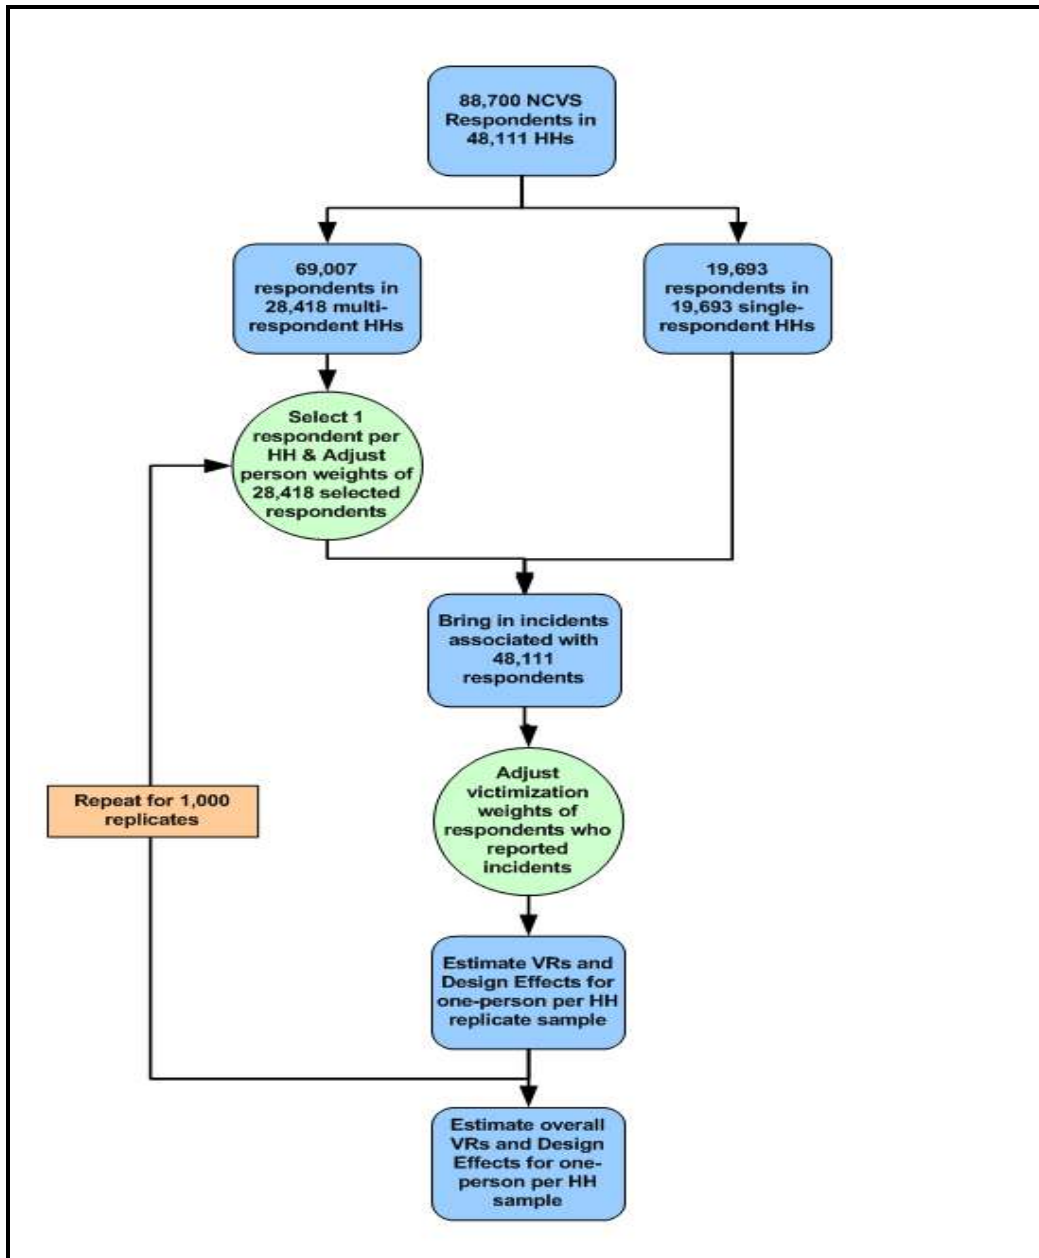 88,700 NCVS
Respondents in
48,111 HHs
69,007
respondents in
28,418 multi-
respondent HHs
19,693
respondents in
19,693 single-
respondent HHs
Select 1
respondent per
HH & Adjust
person weights of
28,418 selected
respondents
Bring in incidents
associated with
48,111
respondents
Adjust
victimization
weights of
respondents who
reported
incidents
Repeat for 1,000
replicates
Estimate VRs and
Design Effects for
one-person per HH
replicate sample
Estimate overall
VRs and Design
Effects for one-
person per HH
sample